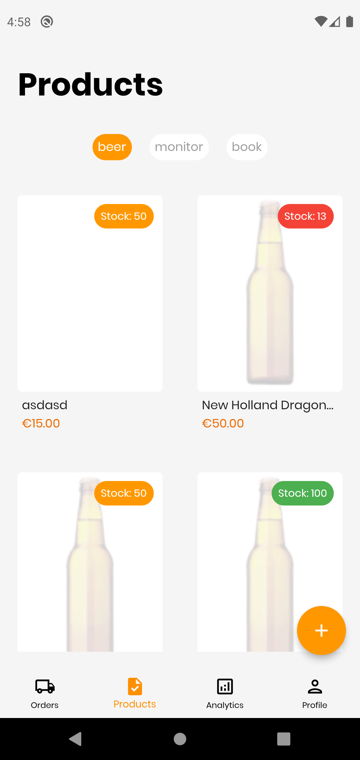 4:58
Products
beer
monitor
book
Stock: 50
Stock: 13
asdasd
€15.00
New Holland Dragon...
€50.00
Stock: 50
Stock: 100
Orders
Products
Analytics
Profile